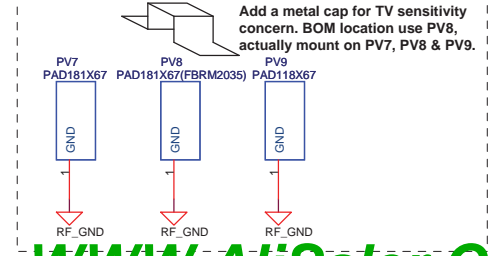 Add a metal cap for TV sensitivity
concern. BOM location use PV8,
actually mount on PV7, PV8 & PV9.
PV7 PV8 PV9
PAD181X67 PAD181X67(FBRM2035) PAD118X67
GND GND GND
1 1 1
RF_GND RF_GND RF_GND